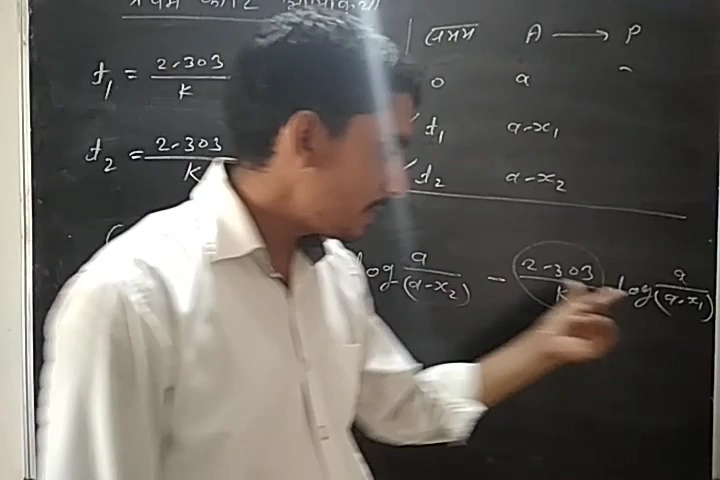 प्रथम कोटि
समय A ⟶ P
t₁ = 2.303 / K
0 a -
t₁ a-x₁
t₂ = 2.303 / K
t₂ a-x₂
log a / (a-x₂) - 2.303 / K log a / (a-x₁)